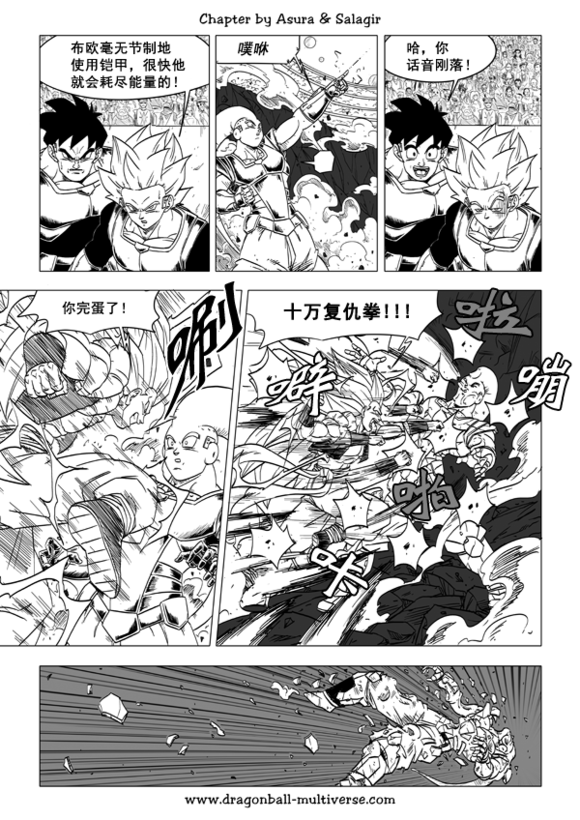 Chapter by Asura & Salagir
布欧毫无节制地
使用铠甲，很快他
就会耗尽能量的！
噗咻
哈，你
话音刚落！
你完蛋了！
唰
十万复仇拳!!!
啦
噼
嘣
啪
咔
www.dragonball-multiverse.com